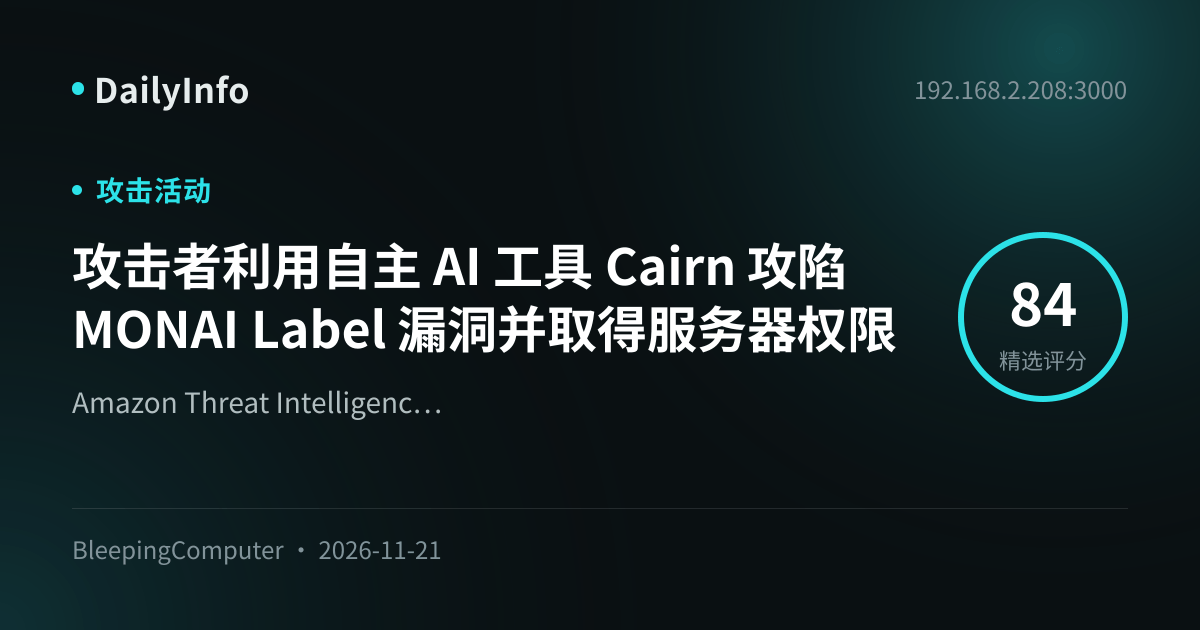 DailyInfo
192.168.2.208:3000
攻击活动
攻击者利用自主 AI 工具 Cairn 攻陷
MONAI Label 漏洞并取得服务器权限
84
精选评分
Amazon Threat Intelligenc…
BleepingComputer · 2026-11-21